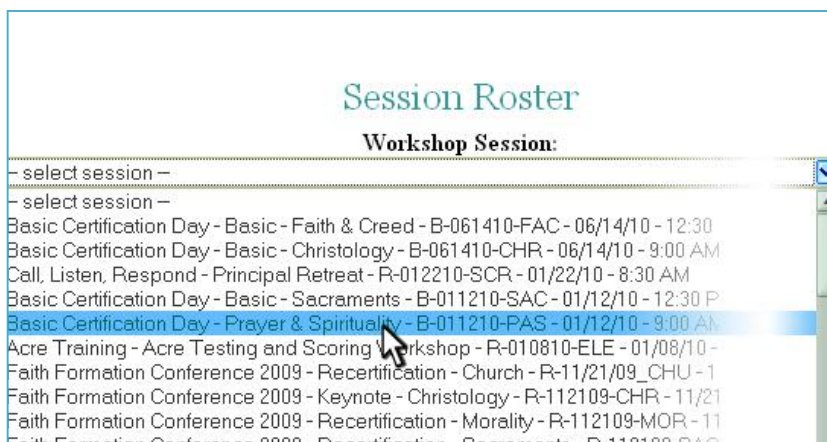 Session Roster
Workshop Session:
– select session –
– select session –
Basic Certification Day - Basic - Faith & Creed - B-061410-FAC - 06/14/10 - 12:30
Basic Certification Day - Basic - Christology - B-061410-CHR - 06/14/10 - 9:00 AM
Call, Listen, Respond - Principal Retreat - R-012210-SCR - 01/22/10 - 8:30 AM
Basic Certification Day - Basic - Sacraments - B-011210-SAC - 01/12/10 - 12:30 P
Basic Certification Day - Prayer & Spirituality - B-011210-PAS - 01/12/10 - 9:00 AM
Acre Training - Acre Testing and Scoring Workshop - R-010810-ELE - 01/08/10 -
Faith Formation Conference 2009 - Recertification - Church - R-11/21/09_CHU - 1
Faith Formation Conference 2009 - Keynote - Christology - R-112109-CHR - 11/21
Faith Formation Conference 2009 - Recertification - Morality - R-112109-MOR - 11